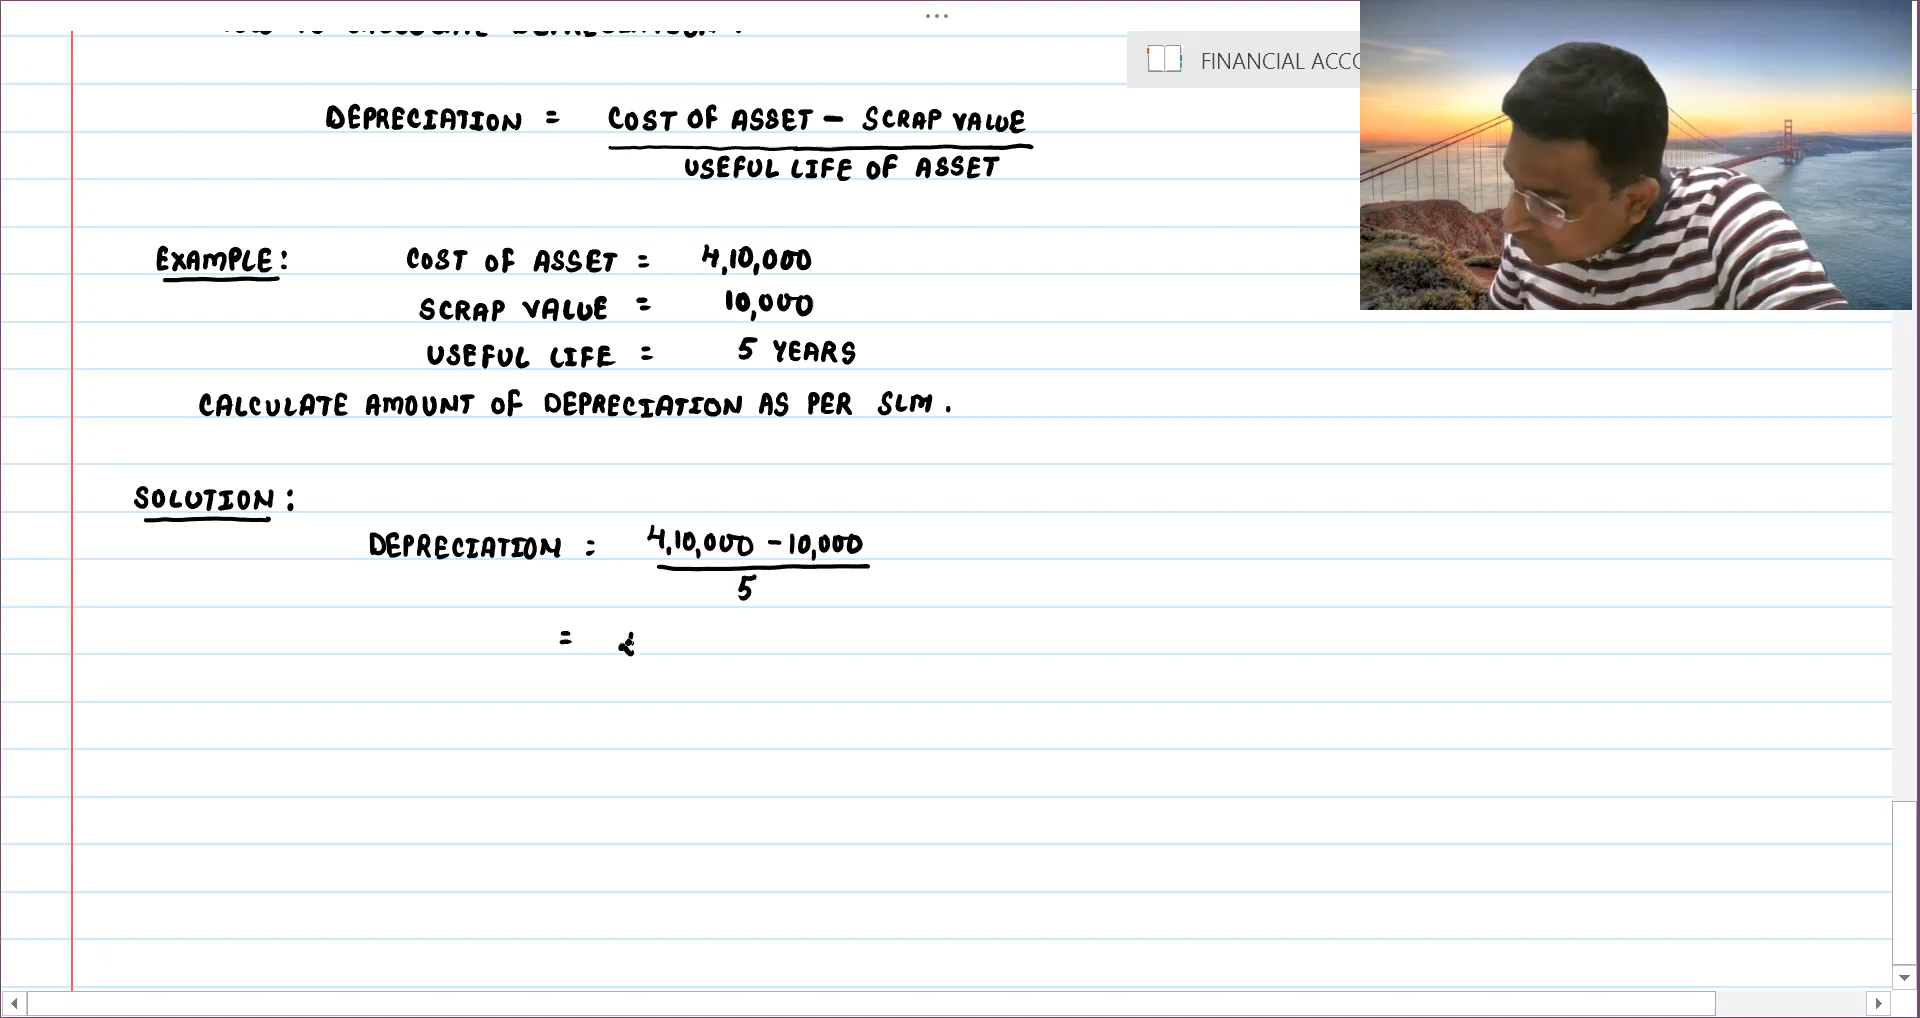 FINANCIAL ACCO
DEPRECIATION = COST OF ASSET - SCRAP VALUE
USEFUL LIFE OF ASSET
EXAMPLE: COST OF ASSET = 4,10,000
SCRAP VALUE = 10,000
USEFUL LIFE = 5 YEARS
CALCULATE AMOUNT OF DEPRECIATION AS PER SLM.
SOLUTION:
DEPRECIATION = 4,10,000 - 10,000
5
=